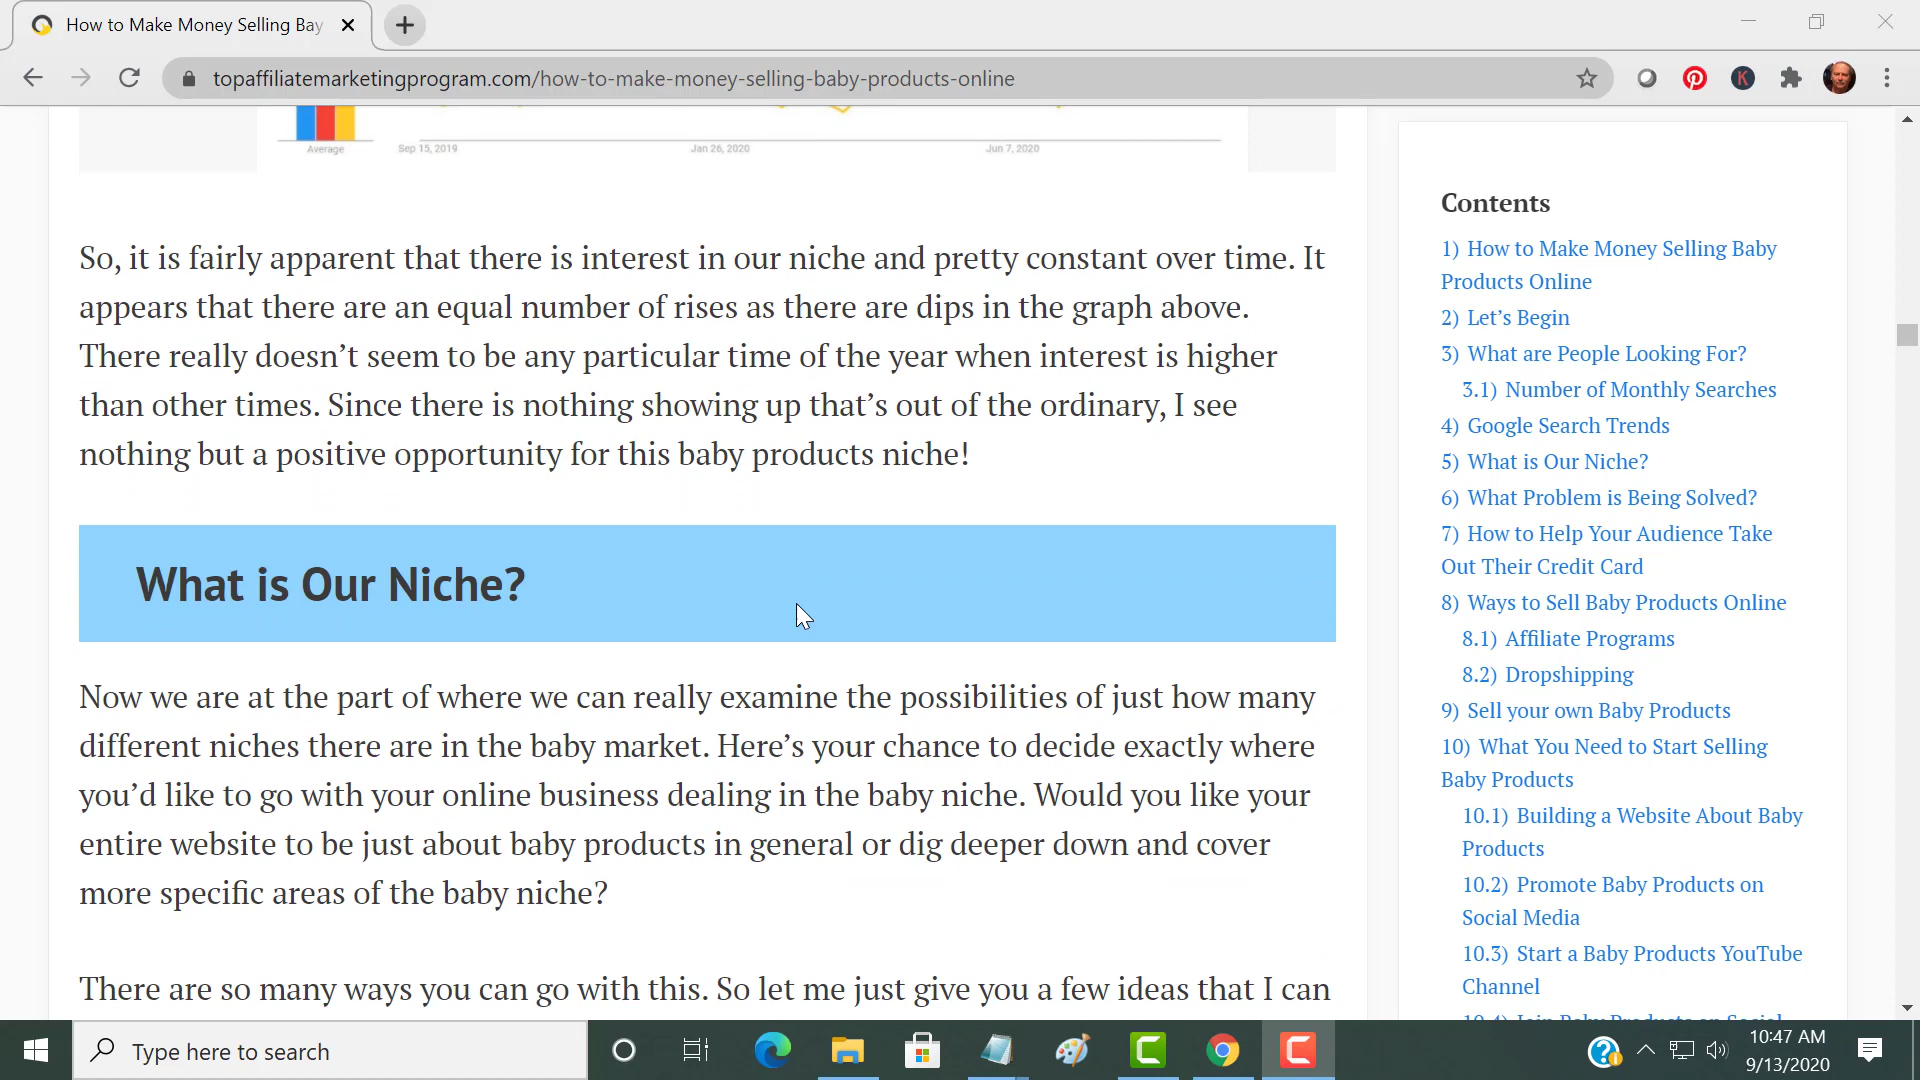 How to Make Money Selling Bay
topaffiliatemarketingprogram.com/how-to-make-money-selling-baby-products-online
K
Average
Sep 15, 2019
Jan 26, 2020
Jun 7, 2020
So, it is fairly apparent that there is interest in our niche and pretty constant over time. It
appears that there are an equal number of rises as there are dips in the graph above.
There really doesn’t seem to be any particular time of the year when interest is higher
than other times. Since there is nothing showing up that’s out of the ordinary, I see
nothing but a positive opportunity for this baby products niche!
What is Our Niche?
Now we are at the part of where we can really examine the possibilities of just how many
different niches there are in the baby market. Here’s your chance to decide exactly where
you’d like to go with your online business dealing in the baby niche. Would you like your
entire website to be just about baby products in general or dig deeper down and cover
more specific areas of the baby niche?
There are so many ways you can go with this. So let me just give you a few ideas that I can
Contents
1) How to Make Money Selling Baby
Products Online
2) Let’s Begin
3) What are People Looking For?
3.1) Number of Monthly Searches
4) Google Search Trends
5) What is Our Niche?
6) What Problem is Being Solved?
7) How to Help Your Audience Take
Out Their Credit Card
8) Ways to Sell Baby Products Online
8.1) Affiliate Programs
8.2) Dropshipping
9) Sell your own Baby Products
10) What You Need to Start Selling
Baby Products
10.1) Building a Website About Baby
Products
10.2) Promote Baby Products on
Social Media
10.3) Start a Baby Products YouTube
Channel
10.4) Join Baby Products on Social
Type here to search
10:47 AM
9/13/2020